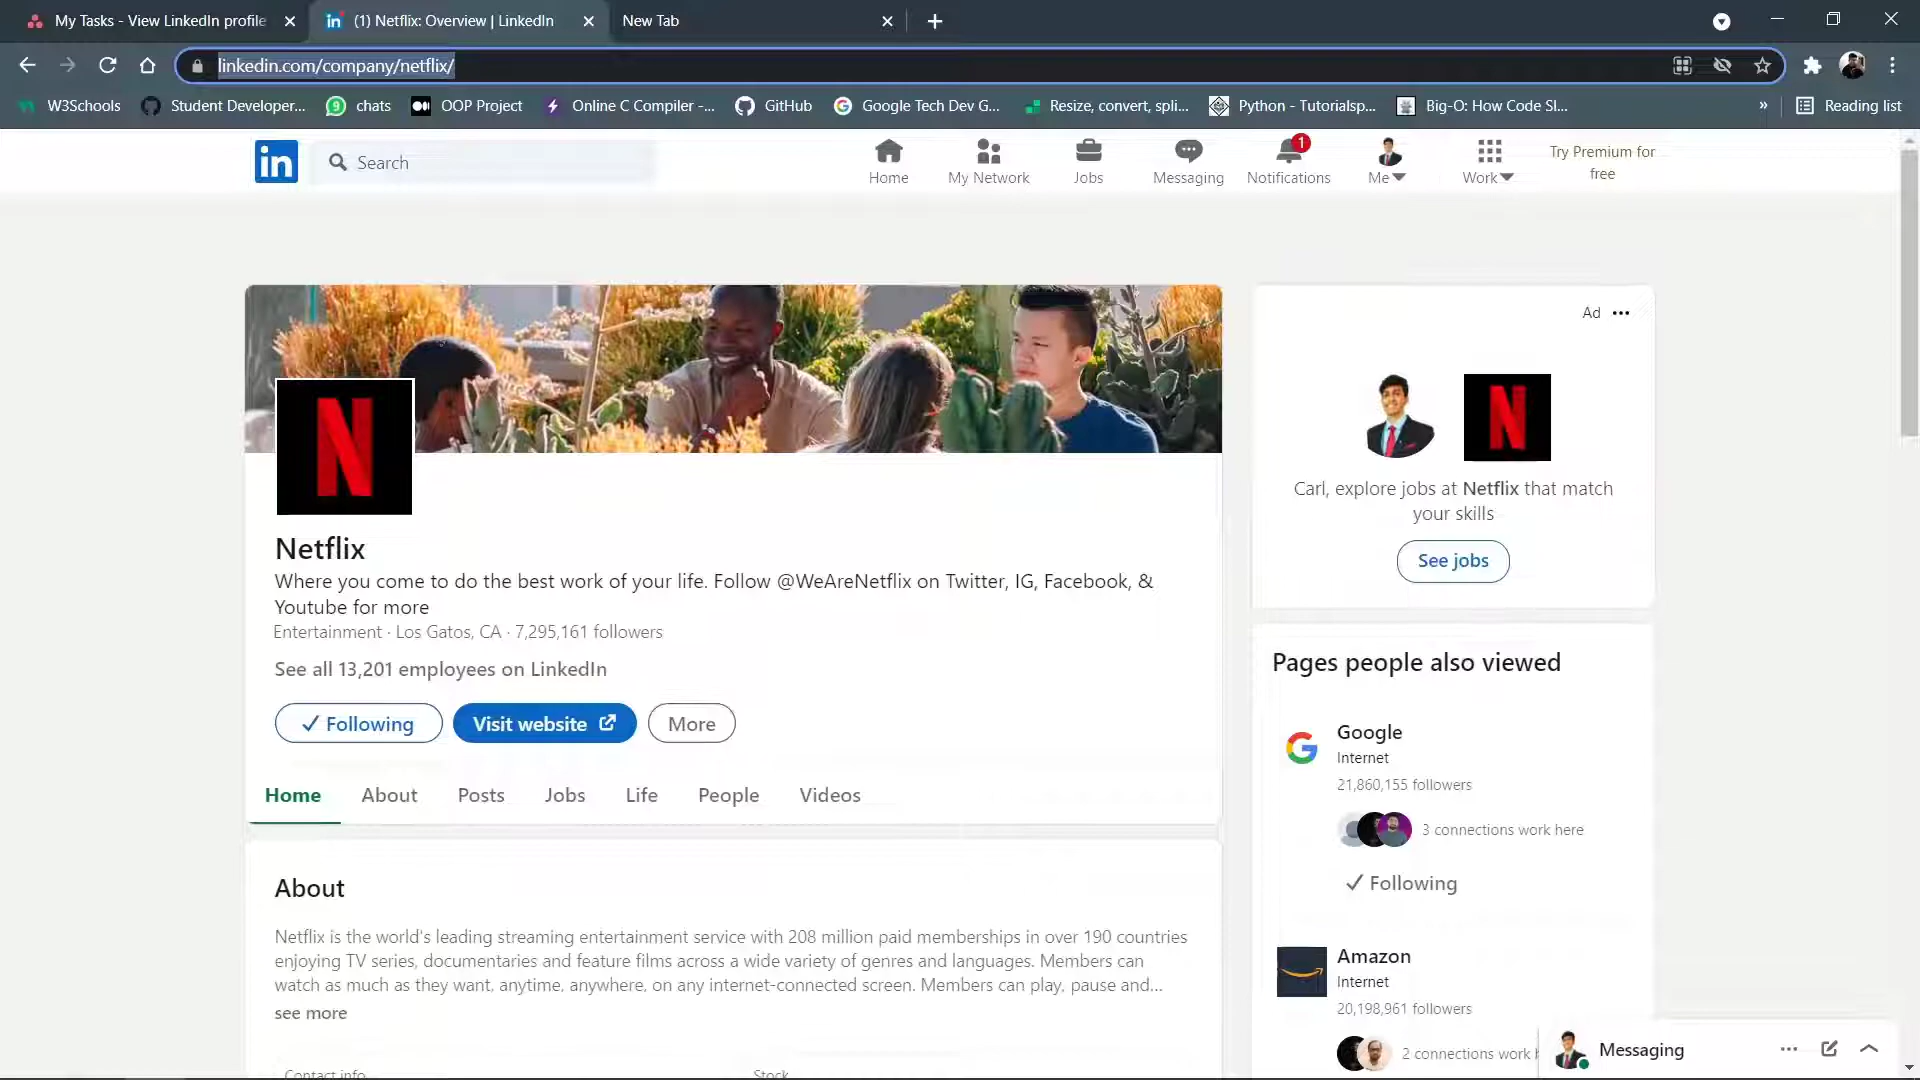 My Tasks - View LinkedIn profile
(1) Netflix: Overview | LinkedIn
New Tab
linkedin.com/company/netflix/
W3Schools
Student Developer...
chats
OOP Project
Online C Compiler -...
GitHub
Google Tech Dev G...
Resize, convert, spli...
Python - Tutorialsp...
Big-O: How Code Sl...
»
Reading list
in
Search
Home
My Network
Jobs
Messaging
1
Notifications
Me
Work
Try Premium for
free
N
Netflix
Where you come to do the best work of your life. Follow @WeAreNetflix on Twitter, IG, Facebook, &
Youtube for more
Entertainment · Los Gatos, CA · 7,295,161 followers
See all 13,201 employees on LinkedIn
Following
Visit website
More
Home
About
Posts
Jobs
Life
People
Videos
About
Netflix is the world's leading streaming entertainment service with 208 million paid memberships in over 190 countries
enjoying TV series, documentaries and feature films across a wide variety of genres and languages. Members can
watch as much as they want, anytime, anywhere, on any internet-connected screen. Members can play, pause and...
see more
Contact info
Stock
Ad
N
Carl, explore jobs at Netflix that match
your skills
See jobs
Pages people also viewed
Google
Internet
21,860,155 followers
3 connections work here
Following
Amazon
Internet
20,198,961 followers
2 connections work
Messaging